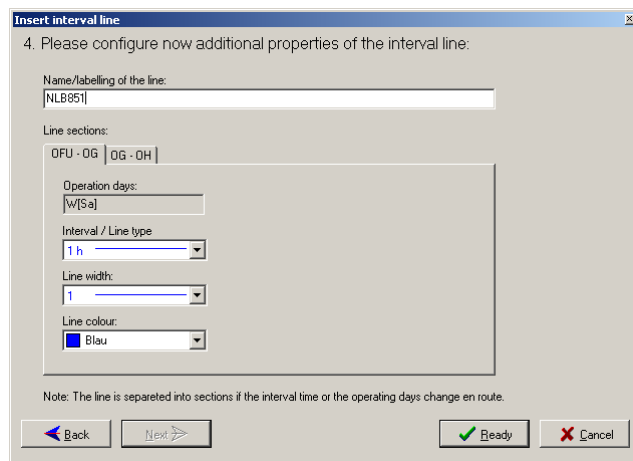 Insert interval line
4. Please configure now additional properties of the interval line:
Name/labelling of the line:
NLB851
Line sections:
OFU - OG
OG - OH
Operation days:
W[Sa]
Interval / Line type
1 h
Line width:
1
Line colour:
Blau
Note: The line is separeted into sections if the interval time or the operating days change en route.
Back
Next
Ready
Cancel